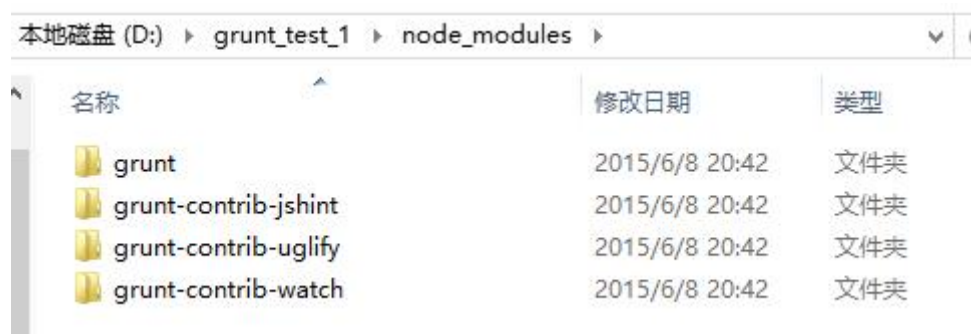 本地磁盘 (D:) grunt_test_1 node_modules
名称 修改日期 类型
grunt 2015/6/8 20:42 文件夹
grunt-contrib-jshint 2015/6/8 20:42 文件夹
grunt-contrib-uglify 2015/6/8 20:42 文件夹
grunt-contrib-watch 2015/6/8 20:42 文件夹